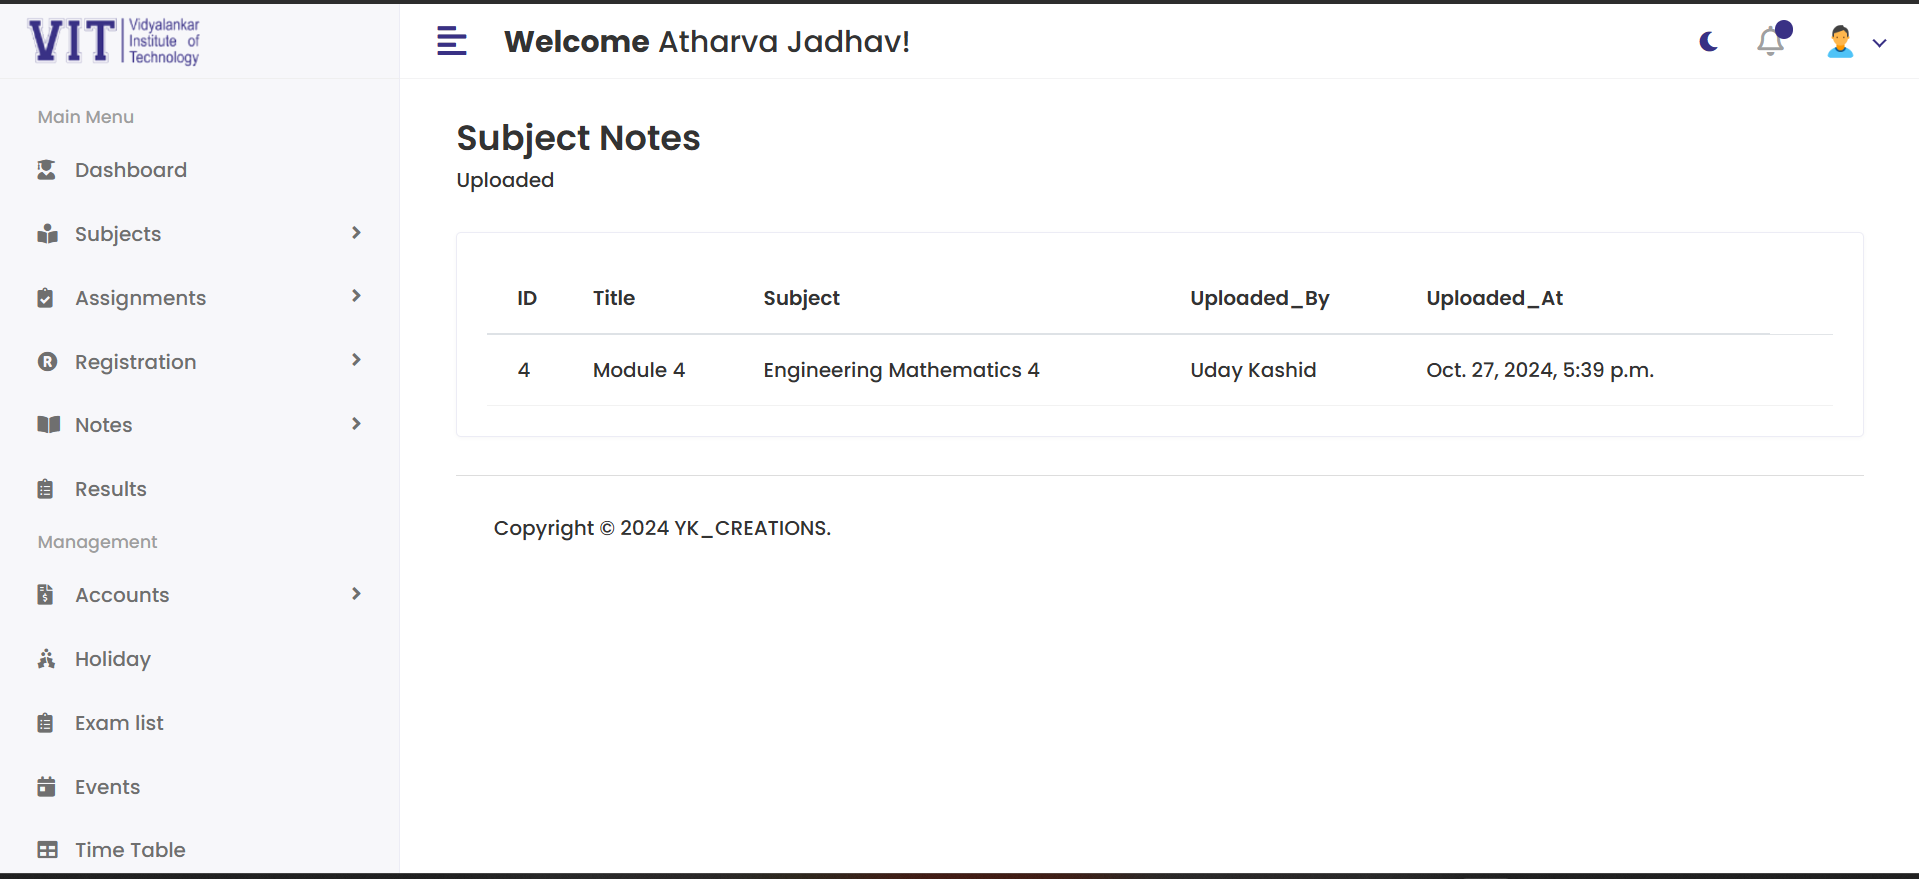 VIT Vidyalankar
Institute of
Technology
Welcome Atharva Jadhav!
Main Menu
Dashboard
Subjects
Assignments
Registration
Notes
Results
Management
Accounts
Holiday
Exam list
Events
Time Table
Subject Notes
Uploaded
ID Title Subject Uploaded_By Uploaded_At
4 Module 4 Engineering Mathematics 4 Uday Kashid Oct. 27, 2024, 5:39 p.m.
Copyright © 2024 YK_CREATIONS.